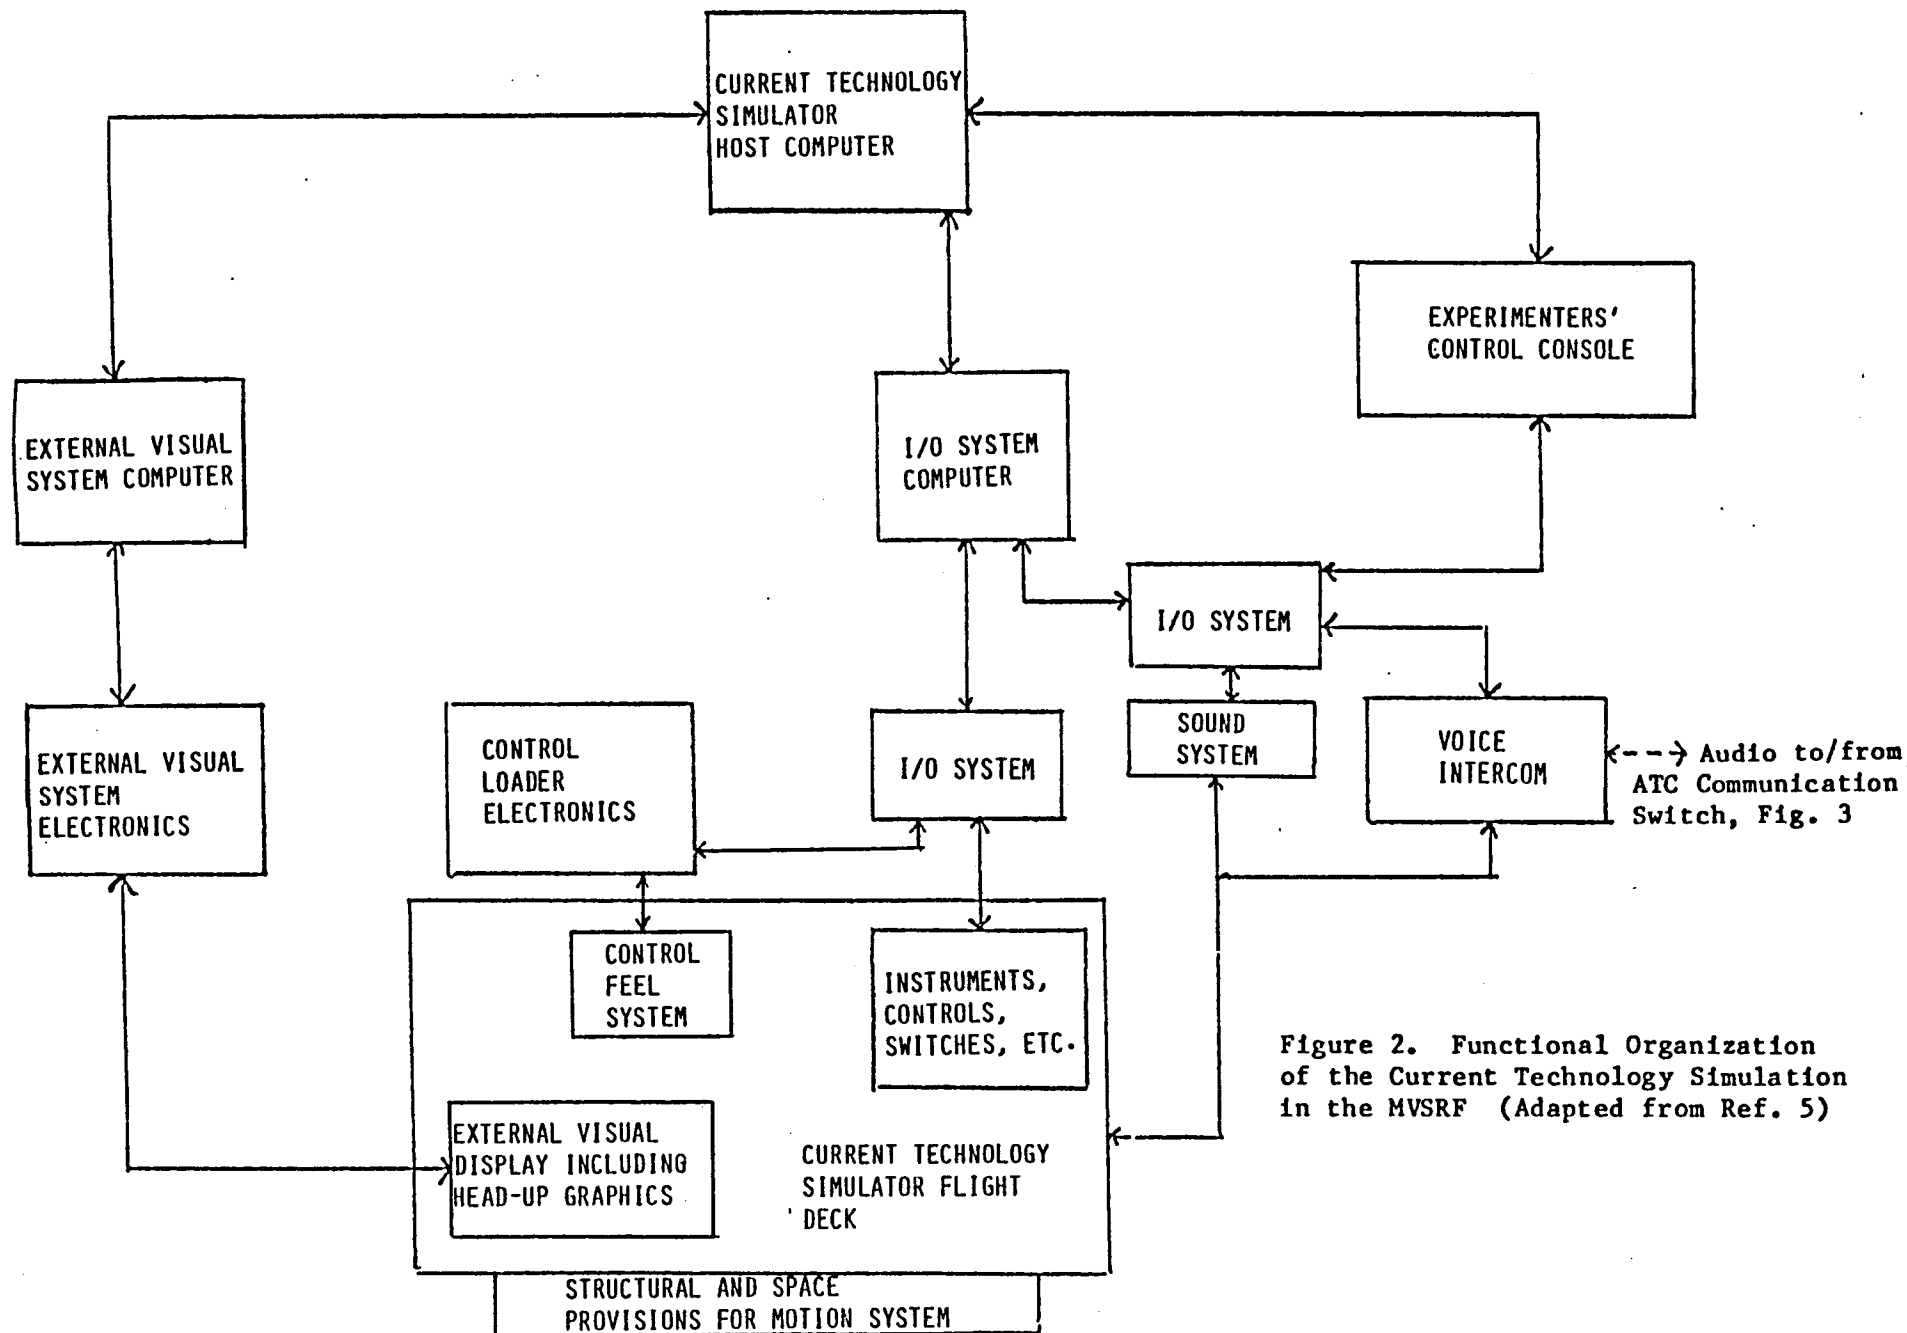 CURRENT TECHNOLOGY
SIMULATOR
HOST COMPUTER
EXPERIMENTERS'
CONTROL CONSOLE
EXTERNAL VISUAL
SYSTEM COMPUTER
I/O SYSTEM
COMPUTER
I/O SYSTEM
EXTERNAL VISUAL
SYSTEM
ELECTRONICS
CONTROL
LOADER
ELECTRONICS
I/O SYSTEM
SOUND
SYSTEM
VOICE
INTERCOM
Audio to/from
ATC Communication
Switch, Fig. 3
CONTROL
FEEL
SYSTEM
INSTRUMENTS,
CONTROLS,
SWITCHES, ETC.
EXTERNAL VISUAL
DISPLAY INCLUDING
HEAD-UP GRAPHICS
CURRENT TECHNOLOGY
SIMULATOR FLIGHT
DECK
STRUCTURAL AND SPACE
PROVISIONS FOR MOTION SYSTEM
Figure 2. Functional Organization
of the Current Technology Simulation
in the MVSRF (Adapted from Ref. 5)